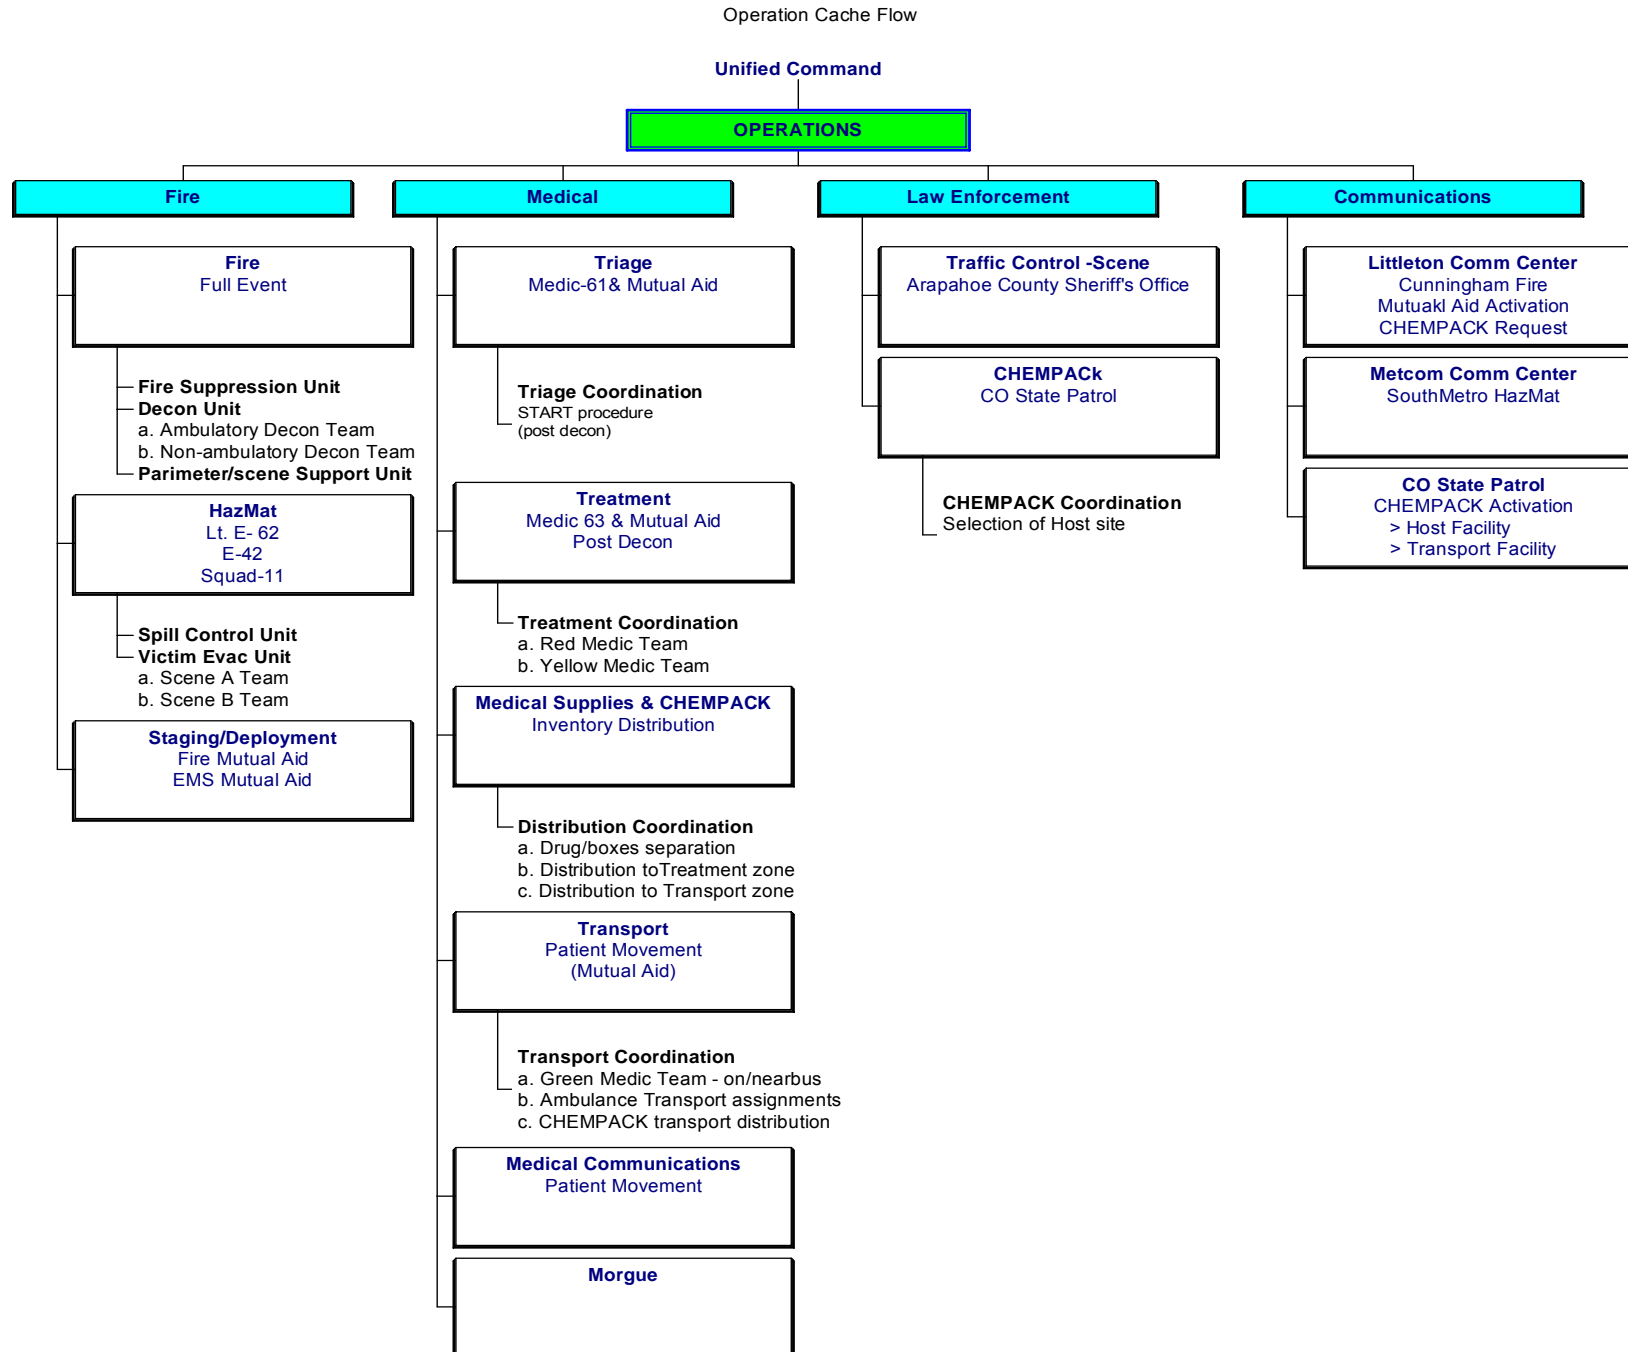 Operation Cache Flow
Unified Command
OPERATIONS
Fire
Fire
Full Event
Fire Suppression Unit
Decon Unit
a. Ambulatory Decon Team
b. Non-ambulatory Decon Team
Parimeter/scene Support Unit
HazMat
Lt. E- 62
E-42
Squad-11
Spill Control Unit
Victim Evac Unit
a. Scene A Team
b. Scene B Team
Staging/Deployment
Fire Mutual Aid
EMS Mutual Aid
Medical
Triage
Medic-61& Mutual Aid
Triage Coordination
START procedure
(post decon)
Treatment
Medic 63 & Mutual Aid
Post Decon
Treatment Coordination
a. Red Medic Team
b. Yellow Medic Team
Medical Supplies & CHEMPACK
Inventory Distribution
Distribution Coordination
a. Drug/boxes separation
b. Distribution toTreatment zone
c. Distribution to Transport zone
Transport
Patient Movement
(Mutual Aid)
Transport Coordination
a. Green Medic Team - on/nearbus
b. Ambulance Transport assignments
c. CHEMPACK transport distribution
Medical Communications
Patient Movement
Morgue
Law Enforcement
Traffic Control -Scene
Arapahoe County Sheriff's Office
CHEMPACk
CO State Patrol
CHEMPACK Coordination
Selection of Host site
Communications
Littleton Comm Center
Cunningham Fire
Mutuakl Aid Activation
CHEMPACK Request
Metcom Comm Center
SouthMetro HazMat
CO State Patrol
CHEMPACK Activation
> Host Facility
> Transport Facility